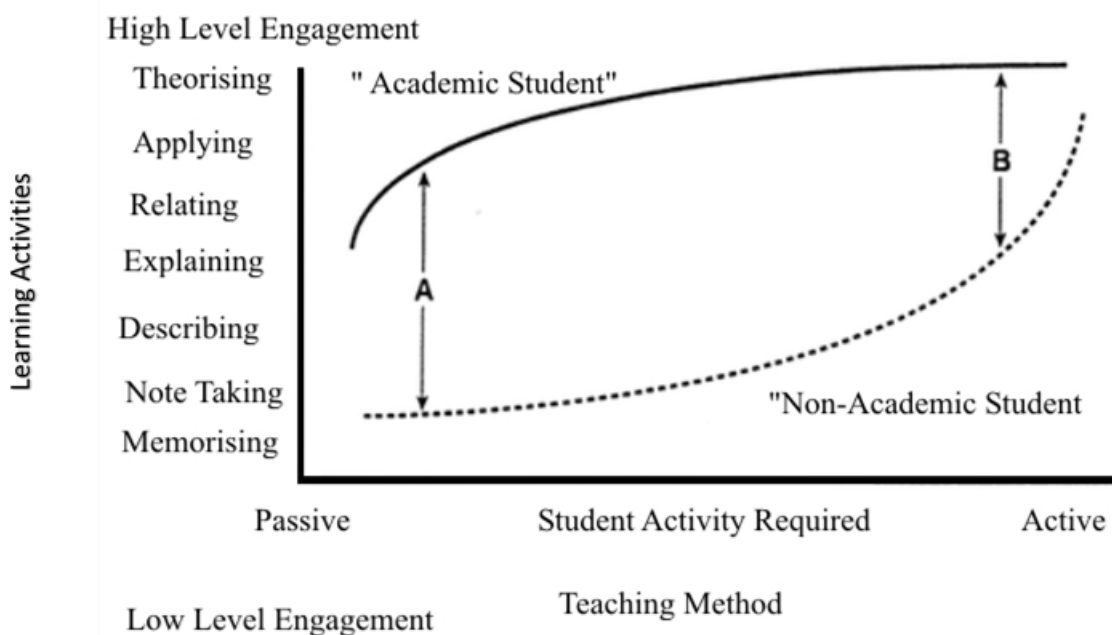 High Level Engagement
Theorising
" Academic Student"
Applying
B
Relating
Explaining
A
Learning Activities
Describing
Note Taking
"Non-Academic Student
Memorising
Passive
Student Activity Required
Active
Teaching Method
Low Level Engagement